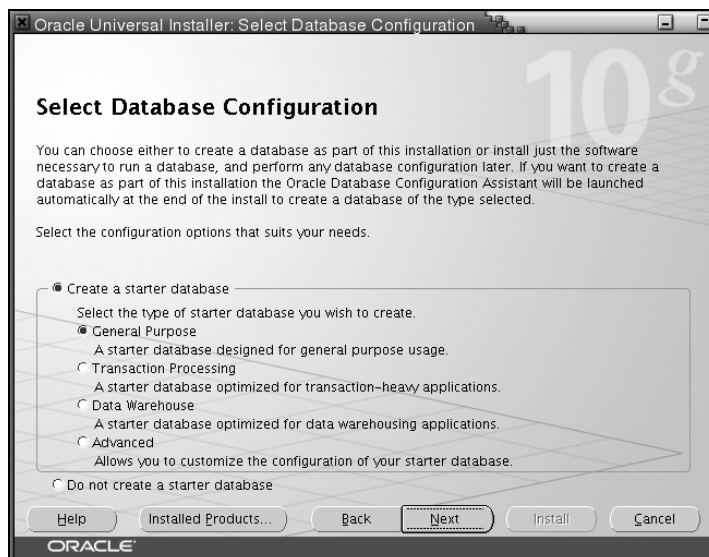 Oracle Universal Installer: Select Database Configuration
10g
Select Database Configuration
You can choose either to create a database as part of this installation or install just the software
necessary to run a database, and perform any database configuration later. If you want to create a
database as part of this installation the Oracle Database Configuration Assistant will be launched
automatically at the end of the install to create a database of the type selected.
Select the configuration options that suits your needs.
Create a starter database
Select the type of starter database you wish to create.
General Purpose
A starter database designed for general purpose usage.
Transaction Processing
A starter database optimized for transaction-heavy applications.
Data Warehouse
A starter database optimized for data warehousing applications.
Advanced
Allows you to customize the configuration of your starter database.
Do not create a starter database
Help Installed Products... Back Next Install Cancel
ORACLE